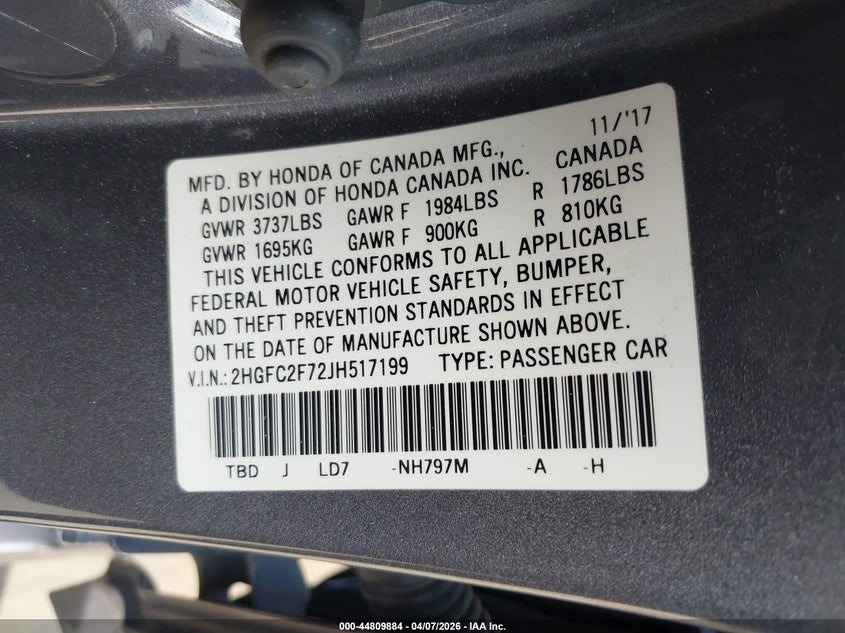 11/'17
MFD. BY HONDA OF CANADA MFG.,
A DIVISION OF HONDA CANADA INC. CANADA
GVWR 3737LBS GAWR F 1984LBS R 1786LBS
GVWR 1695KG GAWR F 900KG R 810KG
THIS VEHICLE CONFORMS TO ALL APPLICABLE
FEDERAL MOTOR VEHICLE SAFETY, BUMPER,
AND THEFT PREVENTION STANDARDS IN EFFECT
ON THE DATE OF MANUFACTURE SHOWN ABOVE.
V.I.N.: 2HGFC2F72JH517199 TYPE: PASSENGER CAR
TBD J LD7 -NH797M -A -H
000-44809884 - 04/07/2026 - IAA Inc.